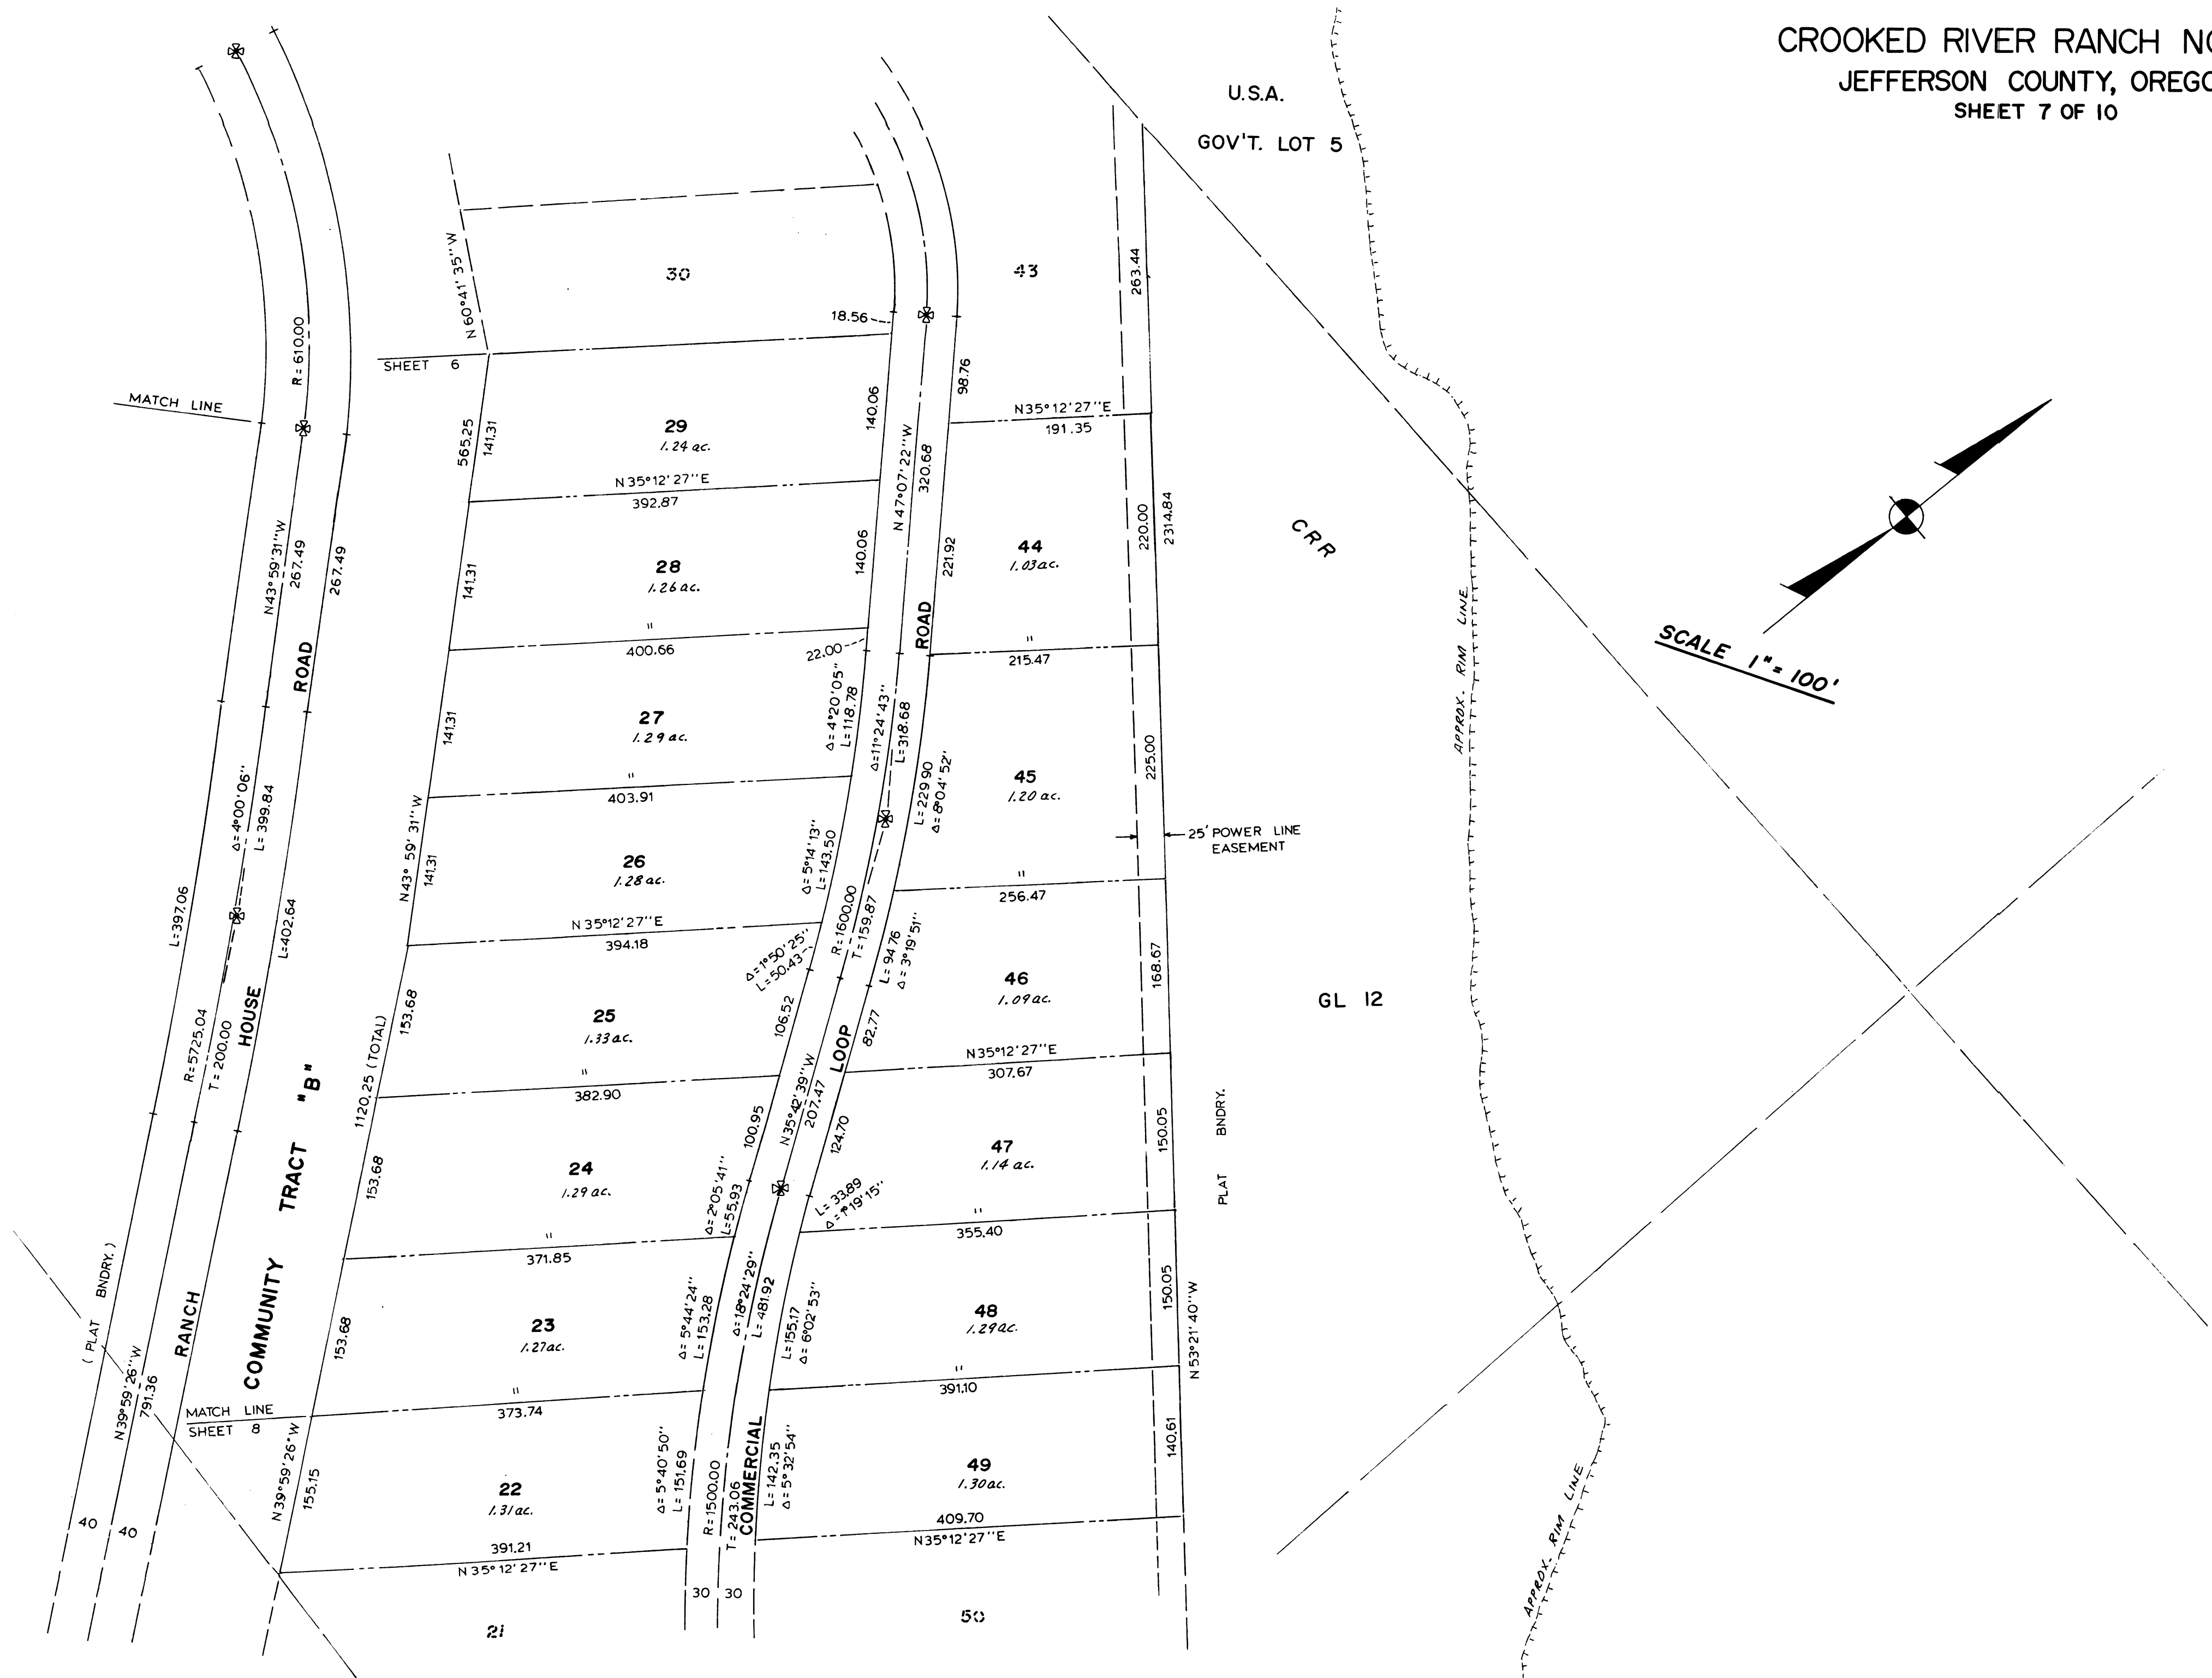 CROOKED RIVER RANCH
JEFFERSON COUNTY,
SHEET 7 OF 10
U.S.A.
GOV'T. LOT 5
30
43
N 60°41'35"W
263.44
18.56
R = 610.00
SHEET 6
MATCH LINE
98.76
140.06
N35°12'27"E
191.35
29
1.24 ac.
565.25
141.31
N 47°07'22"W
320.68
N 35°12'27"E
392.87
220.00
2314.84
CRR
N43°59'31"W
267.49
267.49
28
1.26 ac.
141.31
140.06
221.92
44
1.03 ac.
"
400.66
22.00
ROAD
"
215.47
ROAD
APPROX. RIM LINE
SCALE 1" = 100'
27
1.29 ac.
141.31
Δ= 4°20'05"
L=118.78
Δ=11°24'43"
L=318.68
L=229.90
Δ= 8°04'52"
45
1.20 ac.
225.00
"
403.91
25' POWER LINE
EASEMENT
Δ=4°00'06"
L= 399.84
N43° 59' 31"W
141.31
26
1.28 ac.
Δ= 5°14'13"
L=143.50
"
256.47
L=397.06
L=402.64
N 35°12'27"E
394.18
Δ=1°50'25"
L=50.43
R=1600.00
T=159.87
L= 94.76
Δ= 3°19'51"
168.67
46
1.09 ac.
GL 12
R=5725.04
T=200.00
HOUSE
1120.25 (TOTAL)
153.68
25
1.33 ac.
106.52
LOOP
82.77
N35°12'27"E
307.67
"
382.90
COMMUNITY TRACT "B"
N35°42'39"W
207.47
100.95
124.70
47
1.14 ac.
150.05
PLAT BNDRY.
153.68
24
1.29 ac.
Δ= 2°05'41"
L=55.93
L= 33.89
Δ=1°19'15"
"
371.85
"
355.40
( PLAT BNDRY. )
RANCH
153.68
23
1.27 ac.
Δ= 5°44'24"
L=153.28
Δ=18°24'29"
L= 481.92
L=155.17
Δ= 6°02'53"
48
1.29 ac.
150.05
N 53°21'40"W
"
373.74
"
391.10
N39°59'26"W
791.36
MATCH LINE
SHEET 8
N39°59'26"W
155.15
22
1.31 ac.
Δ=5°40'50"
L=151.69
R=1500.00
T= 243.06
COMMERCIAL
L=142.35
Δ= 5°32'54"
49
1.30 ac.
140.61
APPROX. RIM LINE
40 40
391.21
N 35°12'27"E
409.70
N35°12'27"E
30 30
21
50